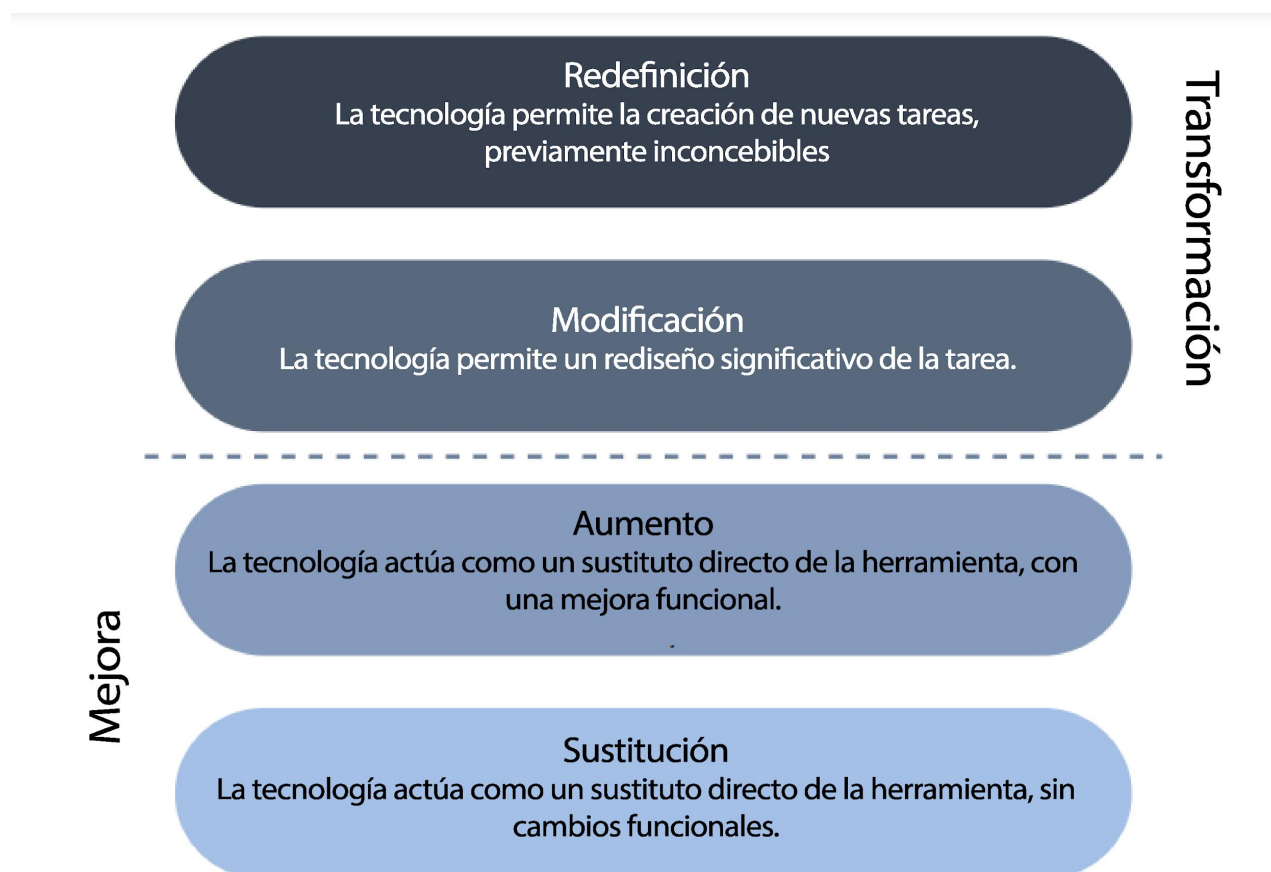 Redefinición
La tecnología permite la creación de nuevas tareas,
previamente inconcebibles
Transformación
Modificación
La tecnología permite un rediseño significativo de la tarea.
Aumento
La tecnología actúa como un sustituto directo de la herramienta, con
una mejora funcional.
.
Mejora
Sustitución
La tecnología actúa como un sustituto directo de la herramienta, sin
cambios funcionales.